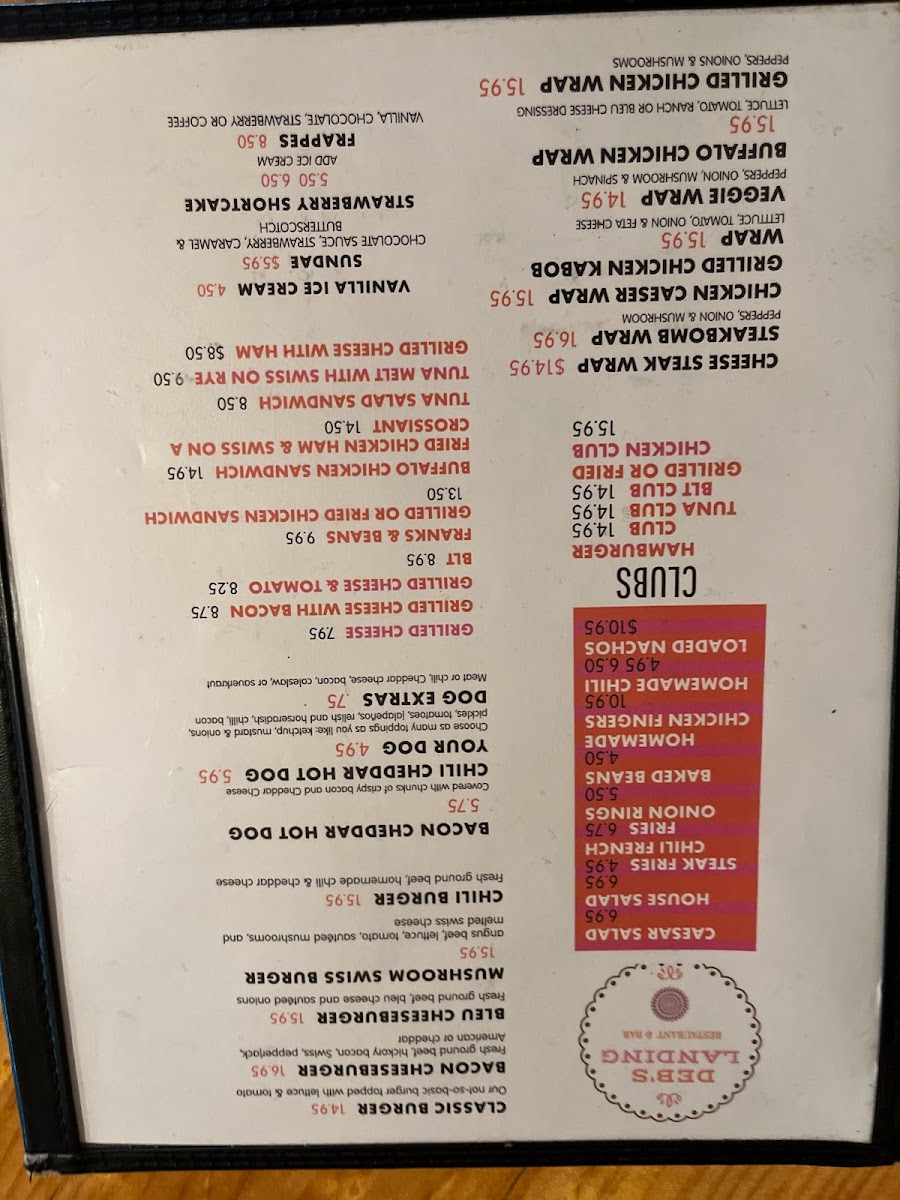 DEB'S
LANDING
RESTAURANT & BAR
CAESAR SALAD
6.95
HOUSE SALAD
6.95
STEAK FRIES 4.95
CHILI FRENCH
FRIES 6.75
ONION RINGS
5.50
BAKED BEANS
4.50
HOMEMADE
CHICKEN FINGERS
10.95
HOMEMADE CHILI
4.95 6.50
LOADED NACHOS
$10.95
CLUBS
HAMBURGER
CLUB 14.95
TUNA CLUB 14.95
BLT CLUB 14.95
GRILLED OR FRIED
CHICKEN CLUB
15.95
CHEESE STEAK WRAP $14.95
STEAKBOMB WRAP 16.95
PEPPERS, ONION & MUSHROOM
CHICKEN CAESER WRAP 15.95
GRILLED CHICKEN KABOB
WRAP 15.95
LETTTUCE, TOMATO, ONION & FETA CHEESE
VEGGIE WRAP 14.95
PEPPERS, ONION, MUSHROOM & SPINACH
BUFFALO CHICKEN WRAP
15.95
LETTUCE, TOMATO, RANCH OR BLEU CHEESE DRESSING
GRILLED CHICKEN WRAP 15.95
PEPPERS, ONIONS & MUSHROOMS
CLASSIC BURGER 14.95
Our not-so-basic burger topped with lettuce & tomato
BACON CHEESEBURGER 16.95
Fresh ground beef, hickory bacon, Swiss, pepperjack,
American or cheddar
BLEU CHEESEBURGER 15.95
Fresh ground beef, bleu cheese and sautéed onions
MUSHROOM SWISS BURGER
15.95
angus beef, lettuce, tomato, sautéed mushrooms, and
melted swiss cheese
CHILI BURGER 15.95
Fresh ground beef, homemade chili & cheddar cheese
BACON CHEDDAR HOT DOG
5.75
Covered with chunks of crispy bacon and Cheddar Cheese
CHILI CHEDDAR HOT DOG 5.95
YOUR DOG 4.95
Choose as many toppings as you like: ketchup, mustard & onions,
pickles, tomatoes, jalapeños, relish and horseradish, chilli, bacon
DOG EXTRAS .75
Meat or chili, Cheddar cheese, bacon, coleslaw, or sauerkraut
GRILLED CHEESE 7.95
GRILLED CHEESE WITH BACON 8.75
GRILLED CHEESE & TOMATO 8.25
BLT 8.95
FRANKS & BEANS 9.95
GRILLED OR FRIED CHICKEN SANDWICH
13.50
BUFFALO CHICKEN SANDWICH 14.95
FRIED CHICKEN HAM & SWISS ON A
CROSSIANT 14.50
TUNA SALAD SANDWICH 8.50
TUNA MELT WITH SWISS ON RYE 9.50
GRILLED CHEESE WITH HAM $8.50
VANILLA ICE CREAM 4.50
SUNDAE $5.95
CHOCOLATE SAUCE, STRAWBERRY, CARAMEL &
BUTTERSCOTCH
STRAWBERRY SHORTCAKE
5.50 6.50
ADD ICE CREAM
FRAPPES 8.50
VANILLA, CHOCOLATE, STRAWBERRY OR COFFEE